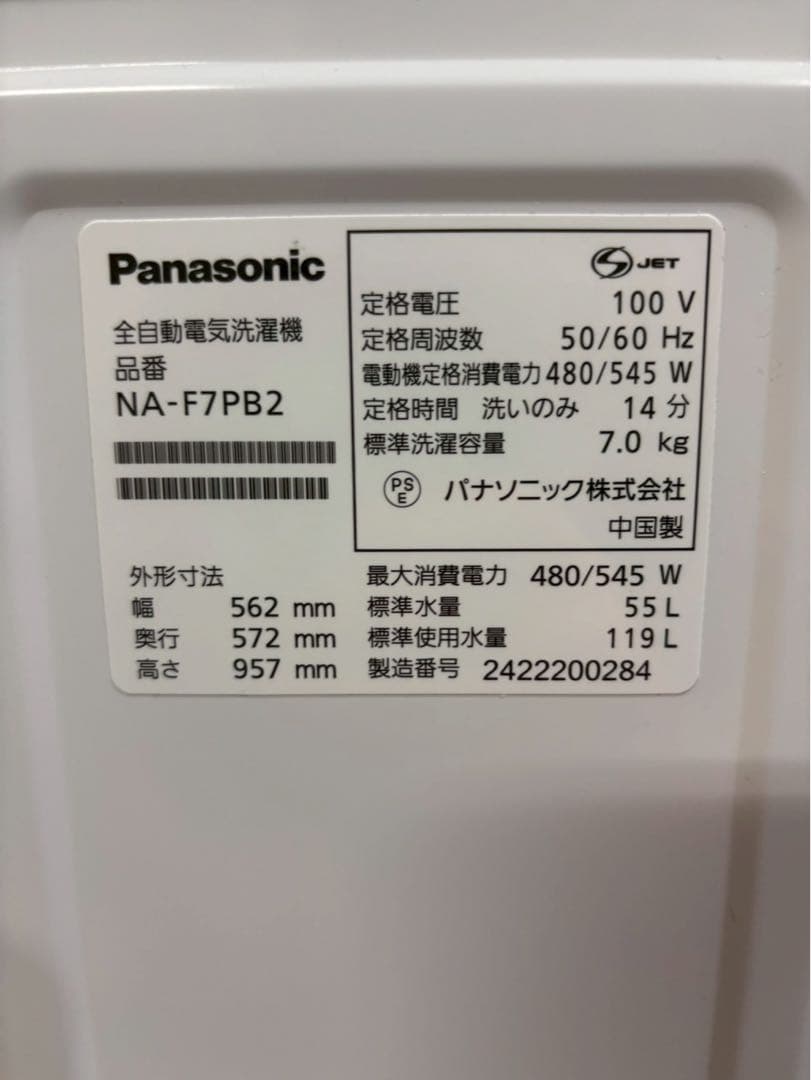 Panasonic
全自動電気洗濯機
品番
NA-F7PB2
S JET
定格電圧 100 V
定格周波数 50/60 Hz
電動機定格消費電力 480/545 W
定格時間 洗いのみ 14 分
標準洗濯容量 7.0 kg
PS E パナソニック株式会社
中国製
外形寸法
幅 562 mm
奥行 572 mm
高さ 957 mm
最大消費電力 480/545 W
標準水量 55 L
標準使用水量 119 L
製造番号 2422200284